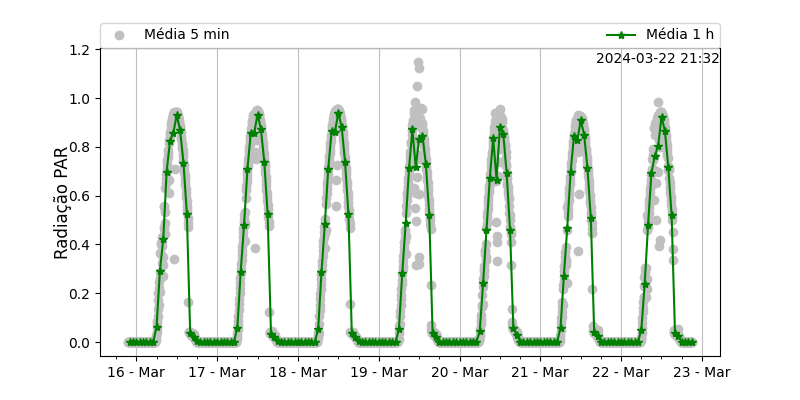 Média 5 min
Média 1 h
2024-03-22 21:32
Radiação PAR
1.2
1.0
0.8
0.6
0.4
0.2
0.0
16 - Mar
17 - Mar
18 - Mar
19 - Mar
20 - Mar
21 - Mar
22 - Mar
23 - Mar